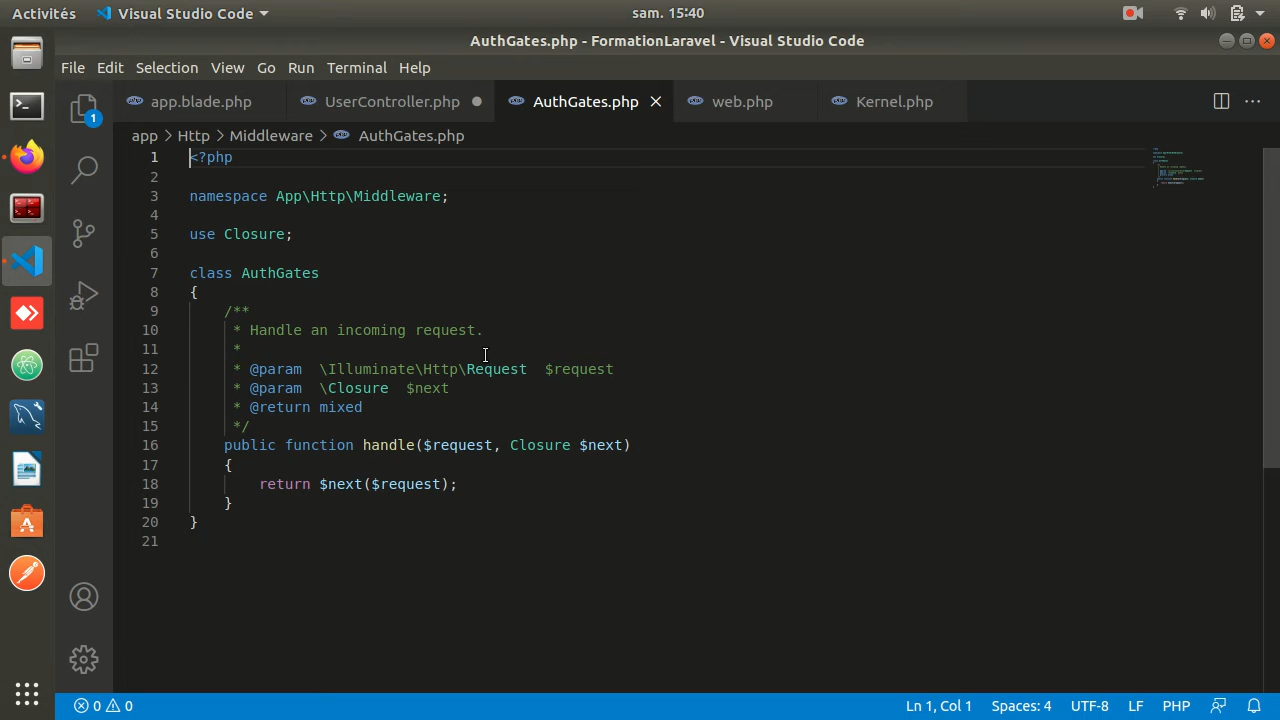 Activités
Visual Studio Code
sam. 15:40
AuthGates.php - FormationLaravel - Visual Studio Code
File Edit Selection View Go Run Terminal Help
app.blade.php UserController.php AuthGates.php web.php Kernel.php
1
app > Http > Middleware > AuthGates.php
1 <?php
2
3 namespace App\Http\Middleware;
4
5 use Closure;
6
7 class AuthGates
8 {
9 /**
10 * Handle an incoming request.
11 *
12 * @param \Illuminate\Http\Request $request
13 * @param \Closure $next
14 * @return mixed
15 */
16 public function handle($request, Closure $next)
17 {
18 return $next($request);
19 }
20 }
21
0 0
Ln 1, Col 1 Spaces: 4 UTF-8 LF PHP